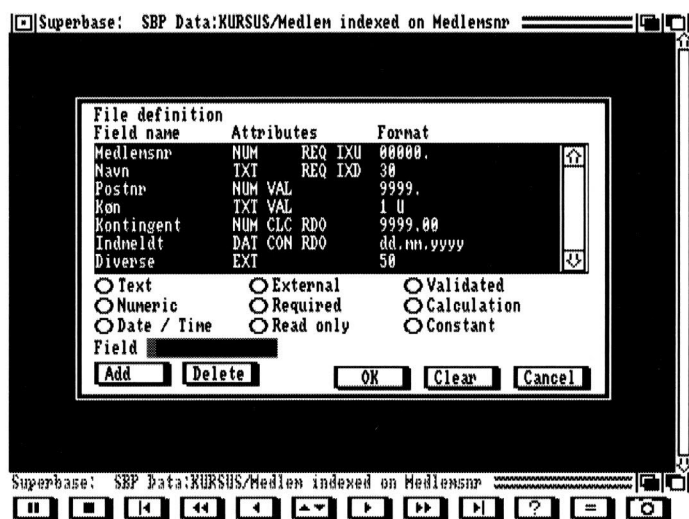 Superbase: SBP Data:KURSUS/Medlem indexed on Medlemsnr
File definition
Field name Attributes Format
Medlemsnr NUM REQ IXU 00000.
Navn TXT REQ IXD 30
Postnr NUM VAL 9999.
Køn TXT VAL 1 U
Kontingent NUM CLC RDO 9999.00
Indmeldt DAT CON RDO dd.mm.yyyy
Diverse EXT 50
Text External Validated
Numeric Required Calculation
Date / Time Read only Constant
Field
Add Delete OK Clear Cancel
Superbase: SBP Data:KURSUS/Medlem indexed on Medlemsnr
? =